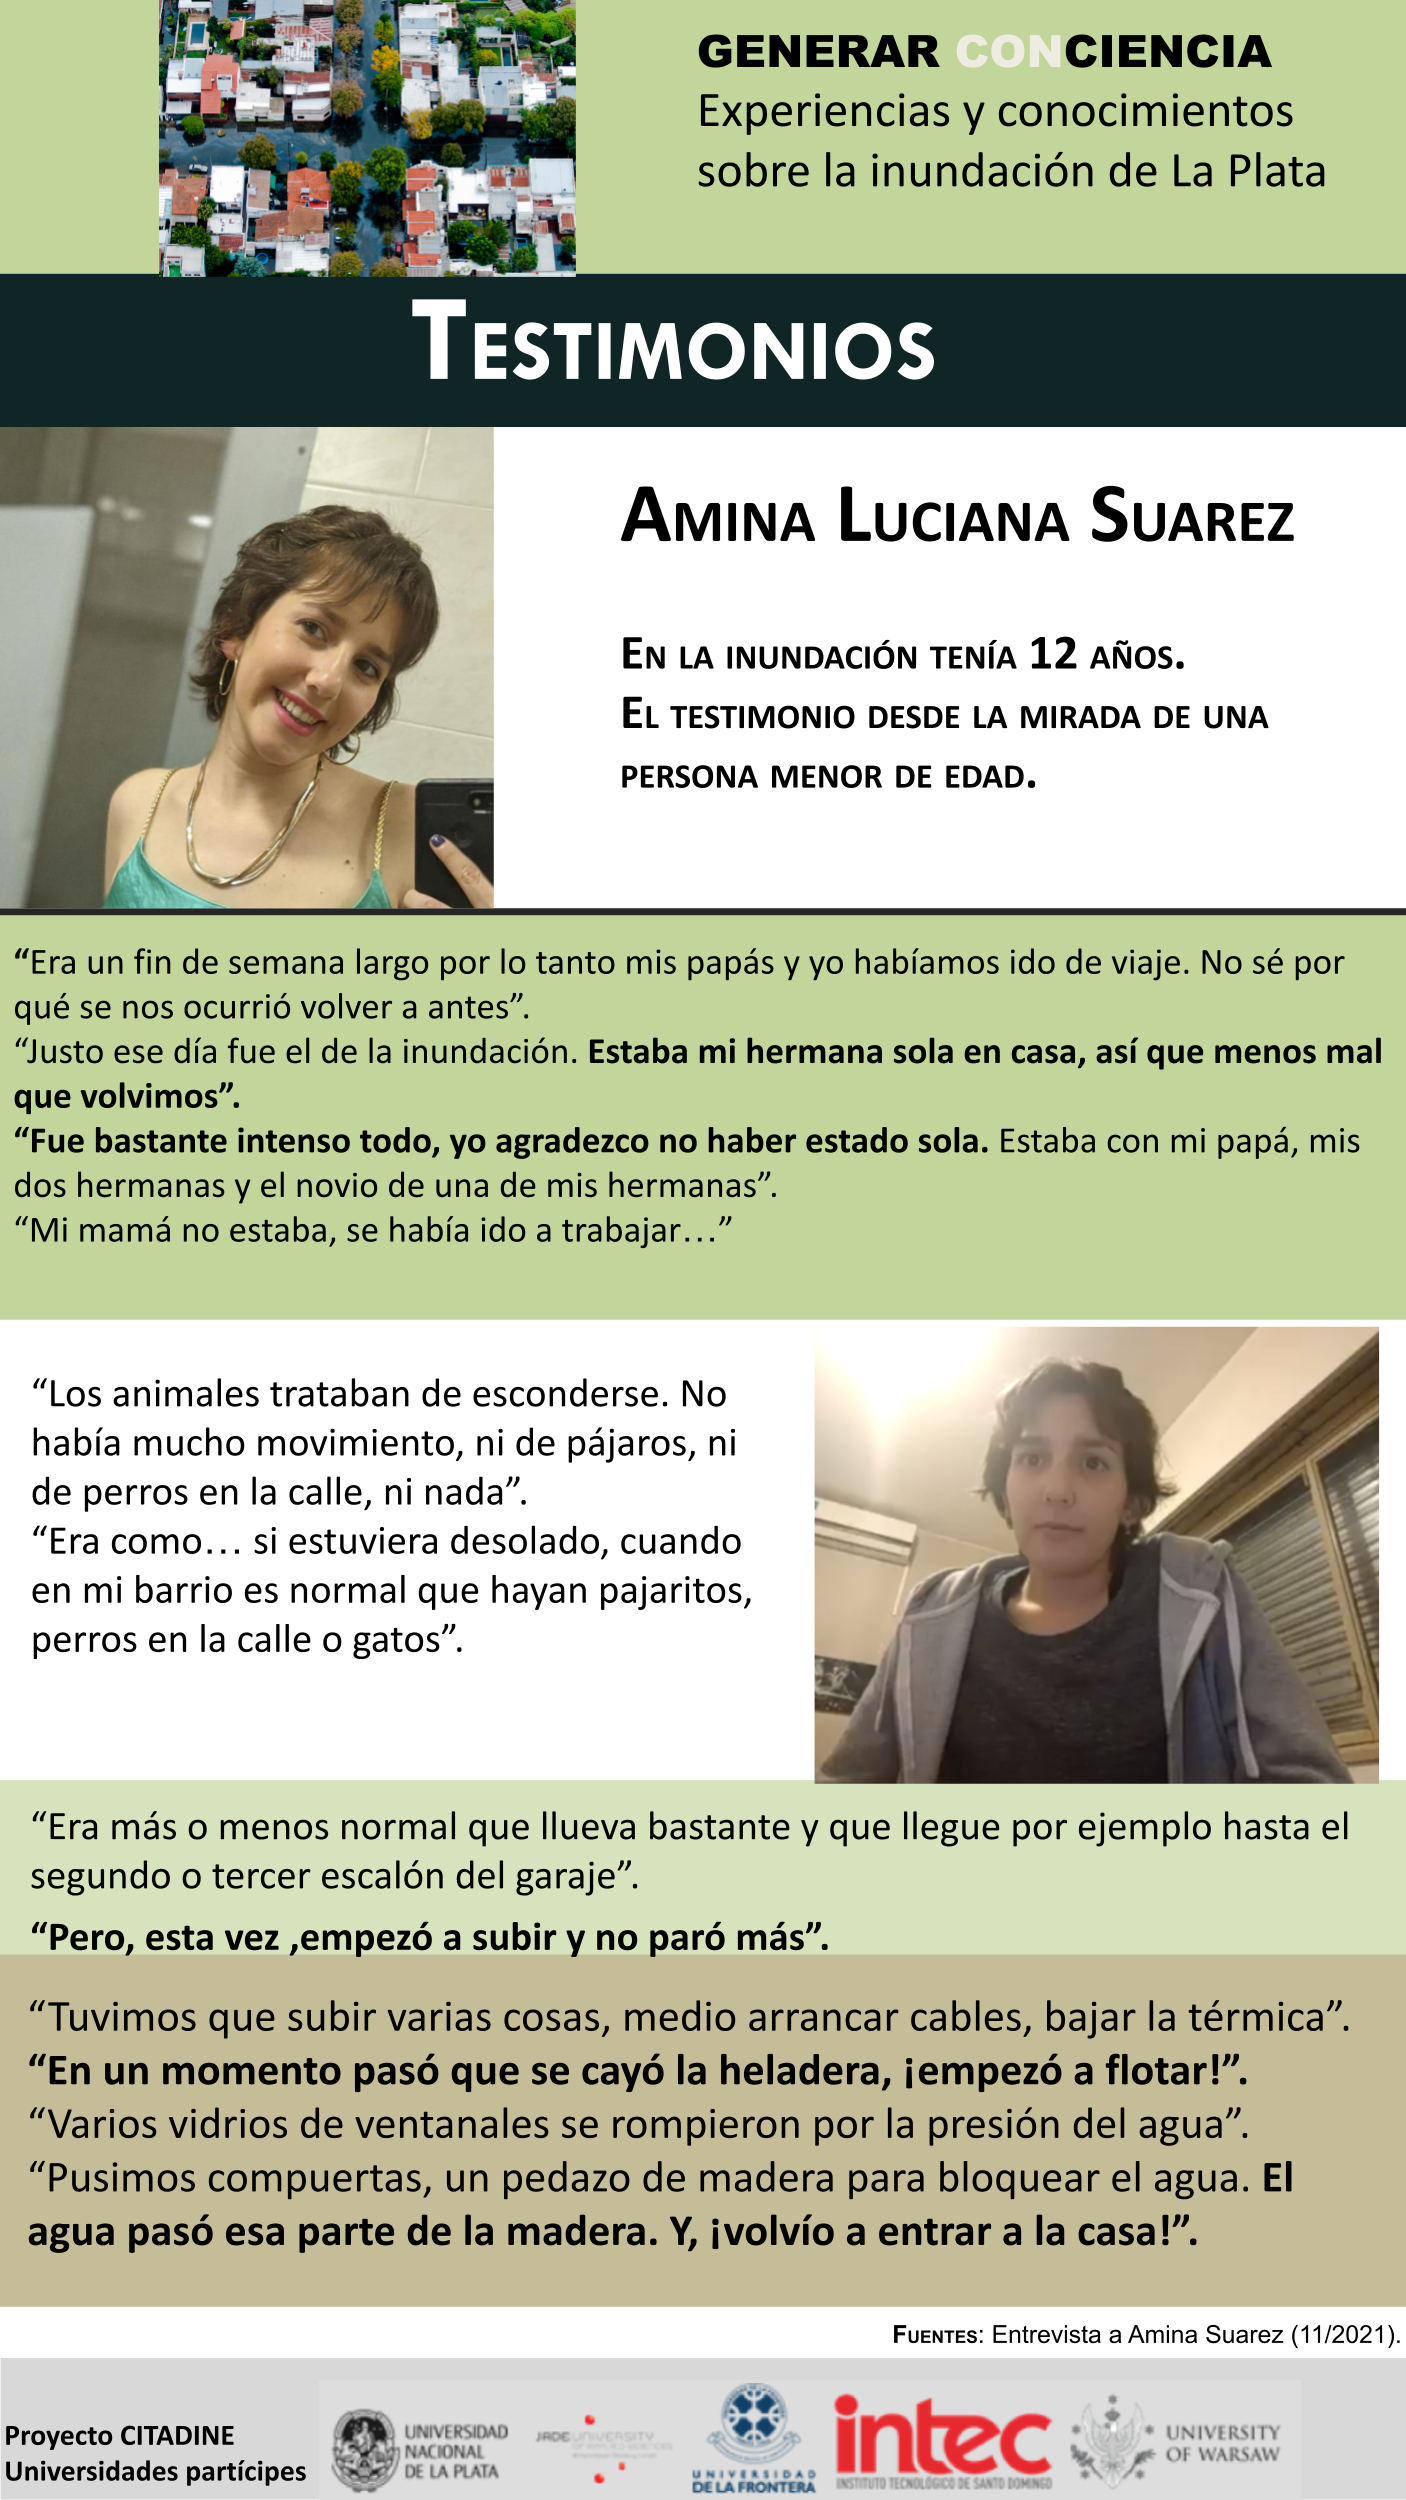 GENERAR CONCIENCIA
Experiencias y conocimientos
sobre la inundación de La Plata
TESTIMONIOS
AMINA LUCIANA SUAREZ
EN LA INUNDACIÓN TENÍA 12 AÑOS.
EL TESTIMONIO DESDE LA MIRADA DE UNA
PERSONA MENOR DE EDAD.
“Era un fin de semana largo por lo tanto mis papás y yo habíamos ido de viaje. No sé por
qué se nos ocurrió volver a antes”.
“Justo ese día fue el de la inundación. Estaba mi hermana sola en casa, así que menos mal
que volvimos”.
“Fue bastante intenso todo, yo agradezco no haber estado sola. Estaba con mi papá, mis
dos hermanas y el novio de una de mis hermanas”.
“Mi mamá no estaba, se había ido a trabajar…”
“Los animales trataban de esconderse. No
había mucho movimiento, ni de pájaros, ni
de perros en la calle, ni nada”.
“Era como… si estuviera desolado, cuando
en mi barrio es normal que hayan pajaritos,
perros en la calle o gatos”.
“Era más o menos normal que llueva bastante y que llegue por ejemplo hasta el
segundo o tercer escalón del garaje”.
“Pero, esta vez ,empezó a subir y no paró más”.
“Tuvimos que subir varias cosas, medio arrancar cables, bajar la térmica”.
“En un momento pasó que se cayó la heladera, ¡empezó a flotar!”.
“Varios vidrios de ventanales se rompieron por la presión del agua”.
“Pusimos compuertas, un pedazo de madera para bloquear el agua. El
agua pasó esa parte de la madera. Y, ¡volvío a entrar a la casa!”.
FUENTES: Entrevista a Amina Suarez (11/2021).
Proyecto CITADINE
Universidades partícipes
UNIVERSIDAD
NACIONAL
DE LA PLATA
JADE UNIVERSITY
UNIVERSIDAD
DE LA FRONTERA
intec
INSTITUTO TECNOLÓGICO DE SANTO DOMINGO
UNIVERSITY
OF WARSAW